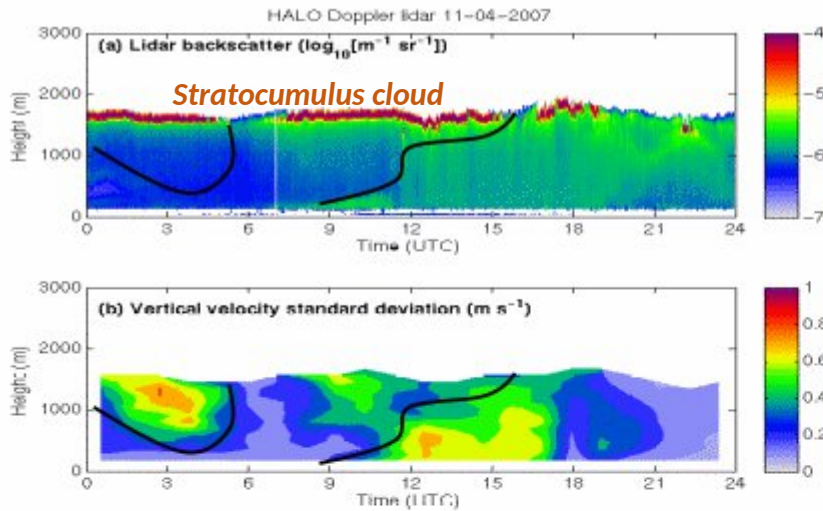 HALO Doppler lidar 11−04−2007
(a) Lidar backscatter (log₁₀[m⁻¹ sr⁻¹])
Stratocumulus cloud
Height (m)
3000
2000
1000
0
0 3 6 9 12 15 18 21 24
Time (UTC)
−4
−5
−6
−7
(b) Vertical velocity standard deviation (m s⁻¹)
Height (m)
3000
2000
1000
0
0 3 6 9 12 15 18 21 24
Time (UTC)
1
0.8
0.6
0.4
0.2
0